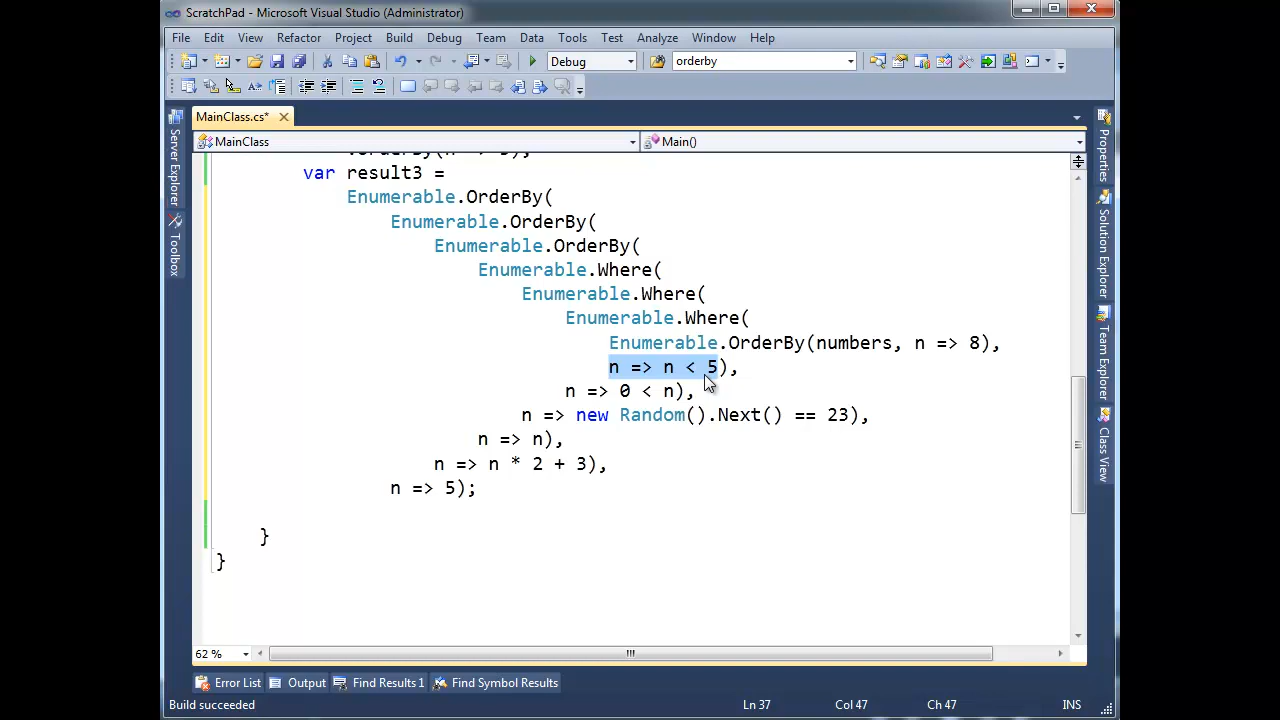 ScratchPad - Microsoft Visual Studio (Administrator)
File Edit View Refactor Project Build Debug Team Data Tools Test Analyze Window Help
Debug orderby
MainClass.cs*
MainClass Main()
var result3 =
Enumerable.OrderBy(
Enumerable.OrderBy(
Enumerable.OrderBy(
Enumerable.Where(
Enumerable.Where(
Enumerable.Where(
Enumerable.OrderBy(numbers, n => 8),
n => n < 5),
n => 0 < n),
n => new Random().Next() == 23),
n => n),
n => n * 2 + 3),
n => 5);
}
}
62 %
Server Explorer
Toolbox
Properties
Solution Explorer
Team Explorer
Class View
Error List Output Find Results 1 Find Symbol Results
Build succeeded Ln 37 Col 47 Ch 47 INS